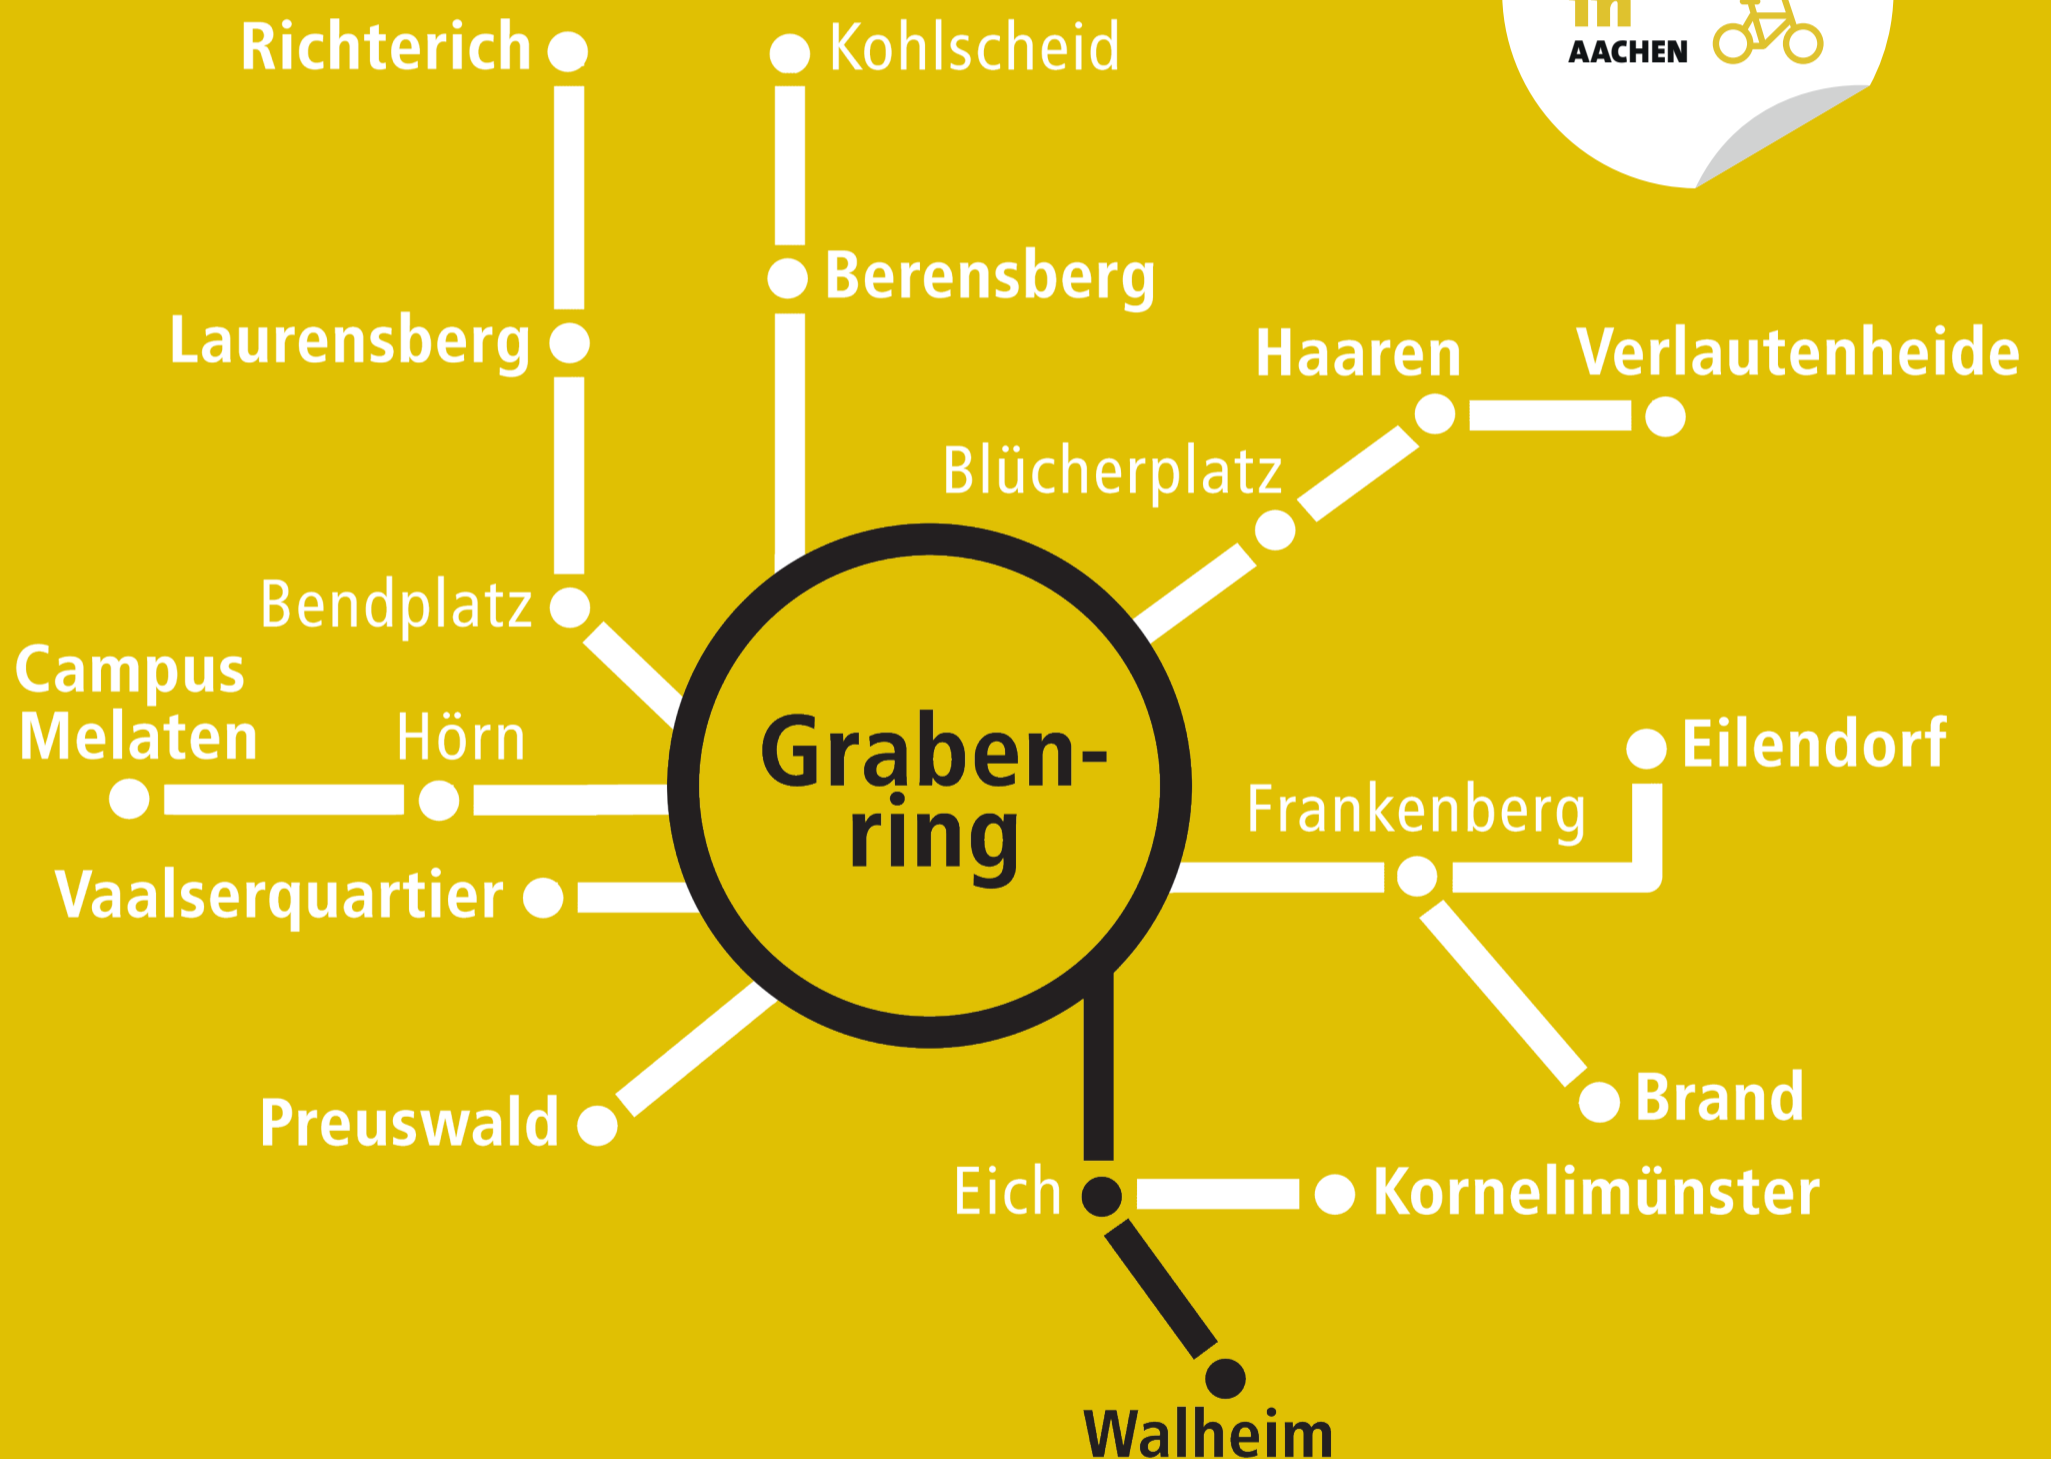 AACHEN
Richterich
Kohlscheid
Berensberg
Laurensberg
Haaren
Verlautenheide
Blücherplatz
Bendplatz
Campus
Melaten
Hörn
Graben-
ring
Eilendorf
Frankenberg
Vaalserquartier
Preuswald
Brand
Eich
Kornelimünster
Walheim